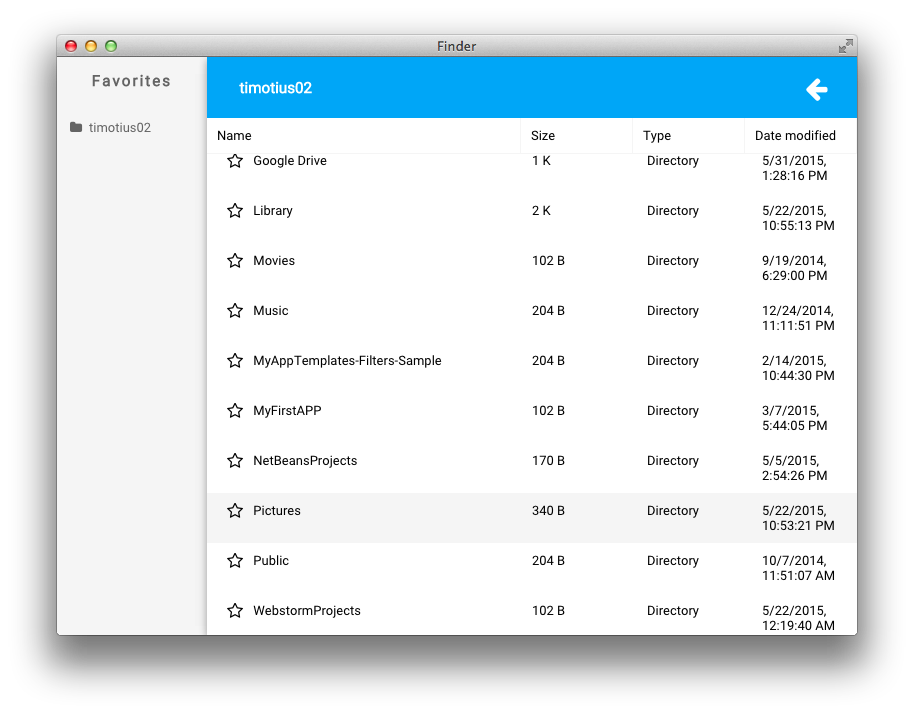 Finder
Favorites
timotius02
timotius02
Name Size Type Date modified
Google Drive 1 K Directory 5/31/2015,
1:28:16 PM
Library 2 K Directory 5/22/2015,
10:55:13 PM
Movies 102 B Directory 9/19/2014,
6:29:00 PM
Music 204 B Directory 12/24/2014,
11:11:51 PM
MyAppTemplates-Filters-Sample 204 B Directory 2/14/2015,
10:44:30 PM
MyFirstAPP 102 B Directory 3/7/2015,
5:44:05 PM
NetBeansProjects 170 B Directory 5/5/2015,
2:54:26 PM
Pictures 340 B Directory 5/22/2015,
10:53:21 PM
Public 204 B Directory 10/7/2014,
11:51:07 AM
WebstormProjects 102 B Directory 5/22/2015,
12:19:40 AM